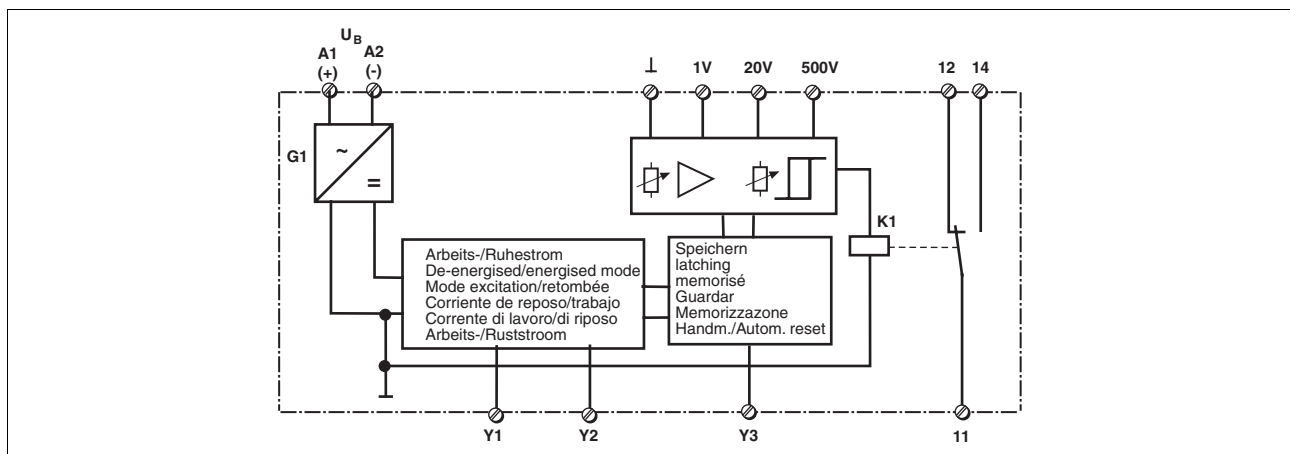 U_B
A1 A2 ⊥ 1V 20V 500V 12 14
(+) (-)
G1
~
=
K1
Arbeits-/Ruhestrom
De-energised/energised mode
Mode excitation/retombée
Corriente de reposo/trabajo
Corrente di lavoro/di riposo
Arbeits-/Ruststroom
Speichern
latching
memorisé
Guardar
Memorizzazone
Handm./Autom. reset
Y1 Y2 Y3 11